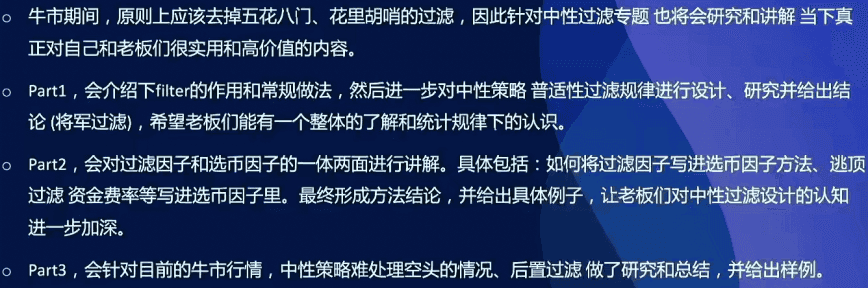 ○ 牛市期间，原则上应该去掉五花八门、花里胡哨的过滤，因此针对中性过滤专题 也将会研究和讲解 当下真
正对自己和老板们很实用和高价值的内容。
○ Part1，会介绍下filter的作用和常规做法，然后进一步对中性策略 普适性过滤规律进行设计、研究并给出结
论 (将军过滤)，希望老板们能有一个整体的了解和统计规律下的认识。
○ Part2，会对过滤因子和选币因子的一体两面进行讲解。具体包括：如何将过滤因子写进选币因子方法、逃顶
过滤 资金费率等写进选币因子里。最终形成方法结论，并给出具体例子，让老板们对中性过滤设计的认知
进一步加深。
○ Part3，会针对目前的牛市行情，中性策略难处理空头的情况、后置过滤 做了研究和总结，并给出样例。